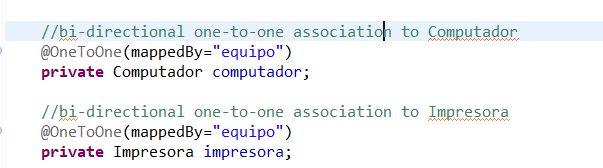 //bi-directional one-to-one association to Computador
@OneToOne(mappedBy="equipo")
private Computador computador;
//bi-directional one-to-one association to Impresora
@OneToOne(mappedBy="equipo")
private Impresora impresora;